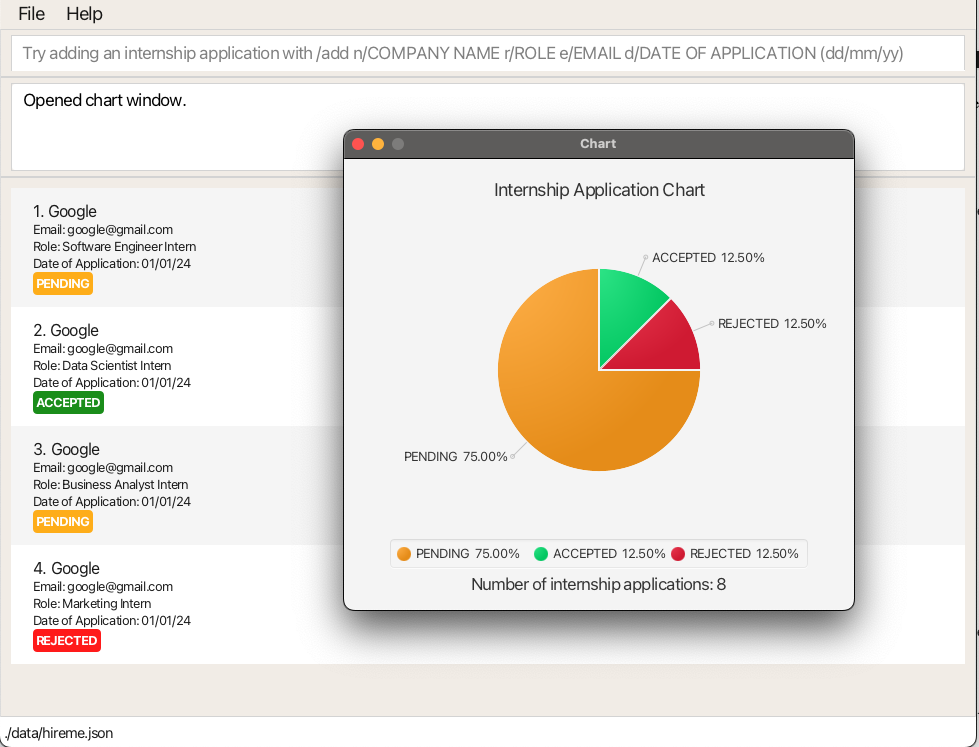 File Help
Try adding an internship application with /add n/COMPANY NAME r/ROLE e/EMAIL d/DATE OF APPLICATION (dd/mm/yy)
Opened chart window.
1. Google
Email: google@gmail.com
Role: Software Engineer Intern
Date of Application: 01/01/24
PENDING
2. Google
Email: google@gmail.com
Role: Data Scientist Intern
Date of Application: 01/01/24
ACCEPTED
3. Google
Email: google@gmail.com
Role: Business Analyst Intern
Date of Application: 01/01/24
PENDING
4. Google
Email: google@gmail.com
Role: Marketing Intern
Date of Application: 01/01/24
REJECTED
Chart
Internship Application Chart
ACCEPTED 12.50%
REJECTED 12.50%
PENDING 75.00%
PENDING 75.00% ACCEPTED 12.50% REJECTED 12.50%
Number of internship applications: 8
./data/hireme.json